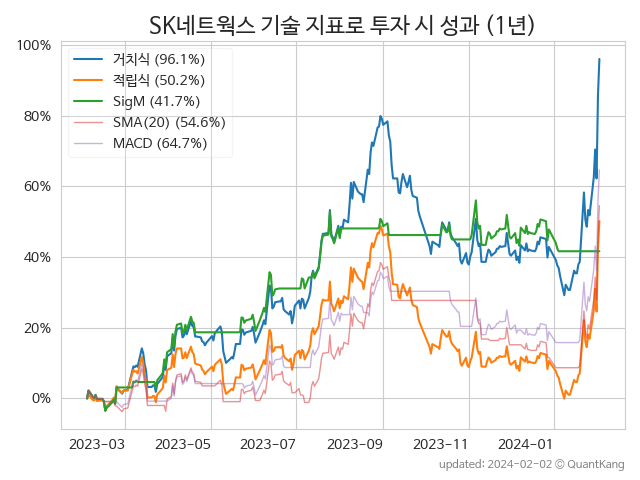 SK네트웍스 기술 지표로 투자 시 성과 (1년)
100%
80%
60%
40%
20%
0%
거치식 (96.1%)
적립식 (50.2%)
SigM (41.7%)
SMA(20) (54.6%)
MACD (64.7%)
2023-03 2023-05 2023-07 2023-09 2023-11 2024-01
updated: 2024-02-02 © QuantKang